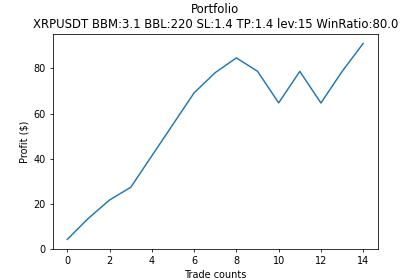 Portfolio
XRPUSDT BBM:3.1 BBL:220 SL:1.4 TP:1.4 lev:15 WinRatio:80.0
80
60
40
20
0
Profit ($)
0 2 4 6 8 10 12 14
Trade counts